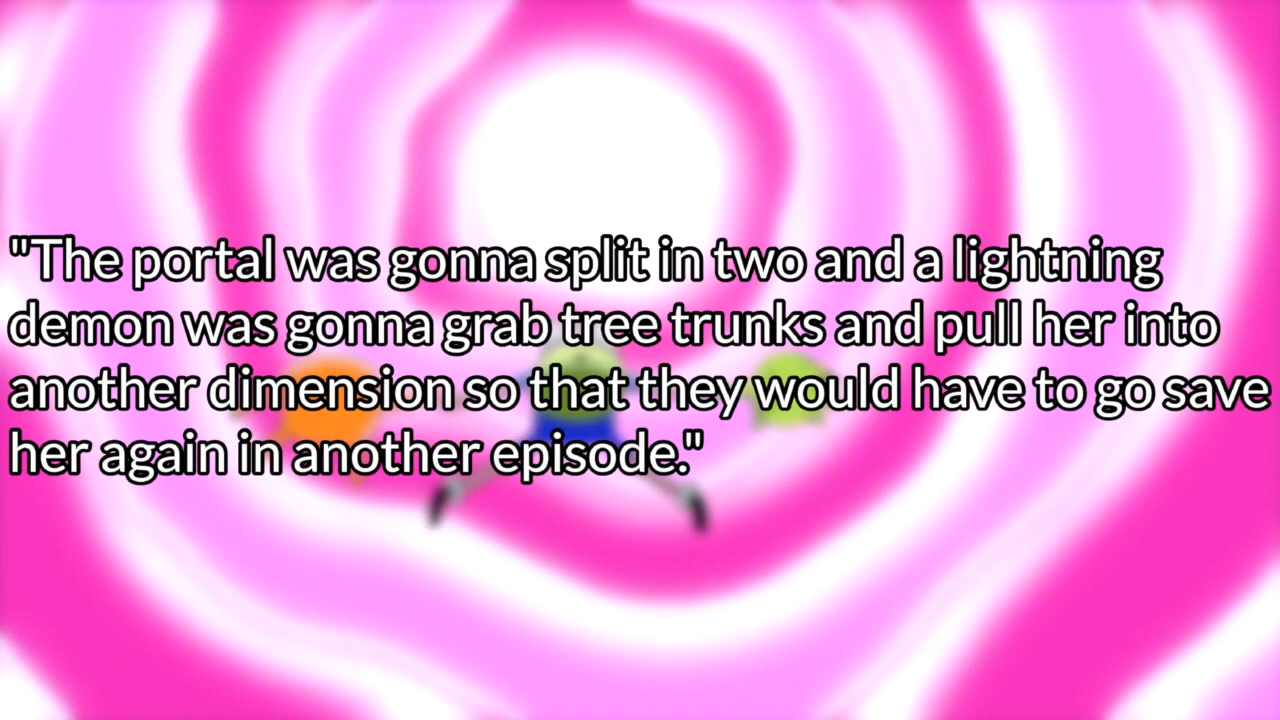 "The portal was gonna split in two and a lightning
demon was gonna grab tree trunks and pull her into
another dimension so that they would have to go save
her again in another episode."